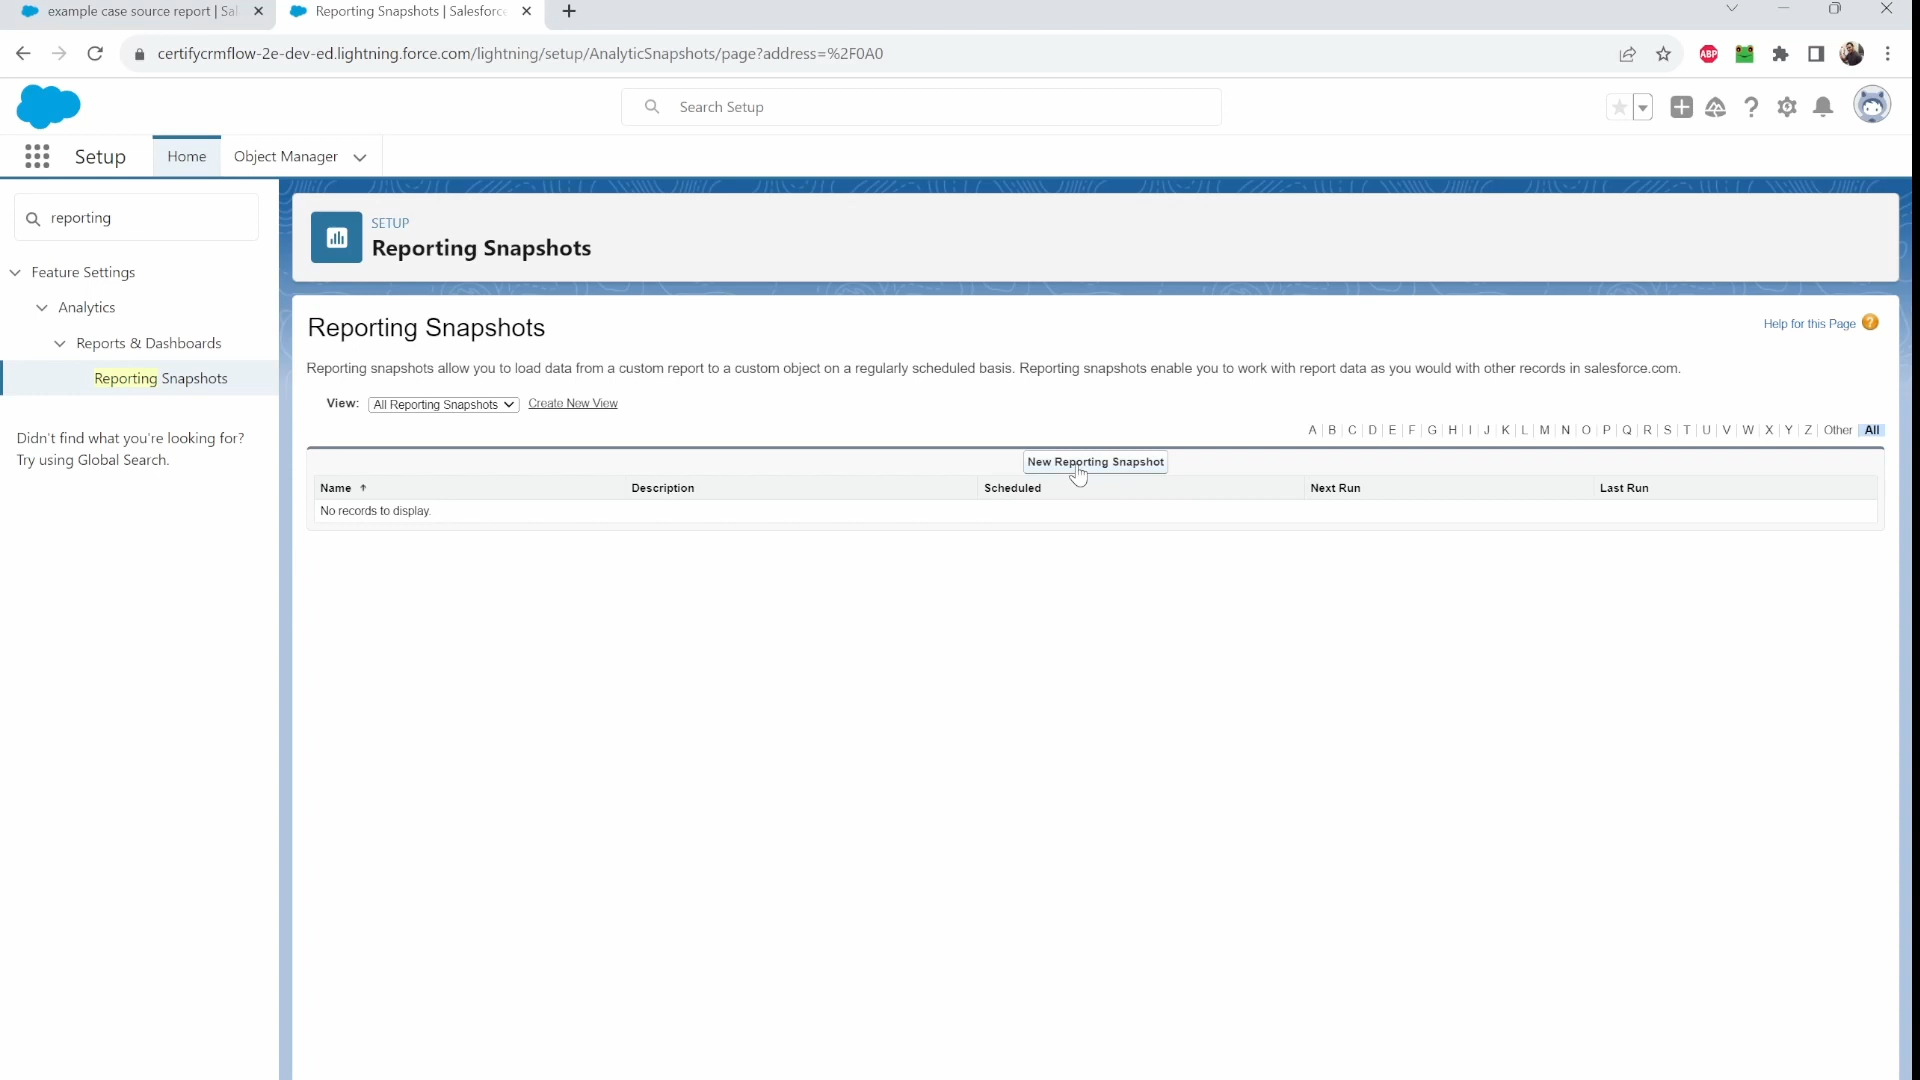 example case source report | Sal
Reporting Snapshots | Salesforce
certifycrmflow-2e-dev-ed.lightning.force.com/lightning/setup/AnalyticSnapshots/page?address=%2F0A0
ABP
Search Setup
Setup
Home
Object Manager
reporting
Feature Settings
Analytics
Reports & Dashboards
Reporting Snapshots
Didn't find what you're looking for?
Try using Global Search.
SETUP
Reporting Snapshots
Reporting Snapshots
Help for this Page ?
Reporting snapshots allow you to load data from a custom report to a custom object on a regularly scheduled basis. Reporting snapshots enable you to work with report data as you would with other records in salesforce.com.
View: All Reporting Snapshots Create New View
A | B | C | D | E | F | G | H | I | J | K | L | M | N | O | P | Q | R | S | T | U | V | W | X | Y | Z | Other | All
New Reporting Snapshot
Name ↑ Description Scheduled Next Run Last Run
No records to display.